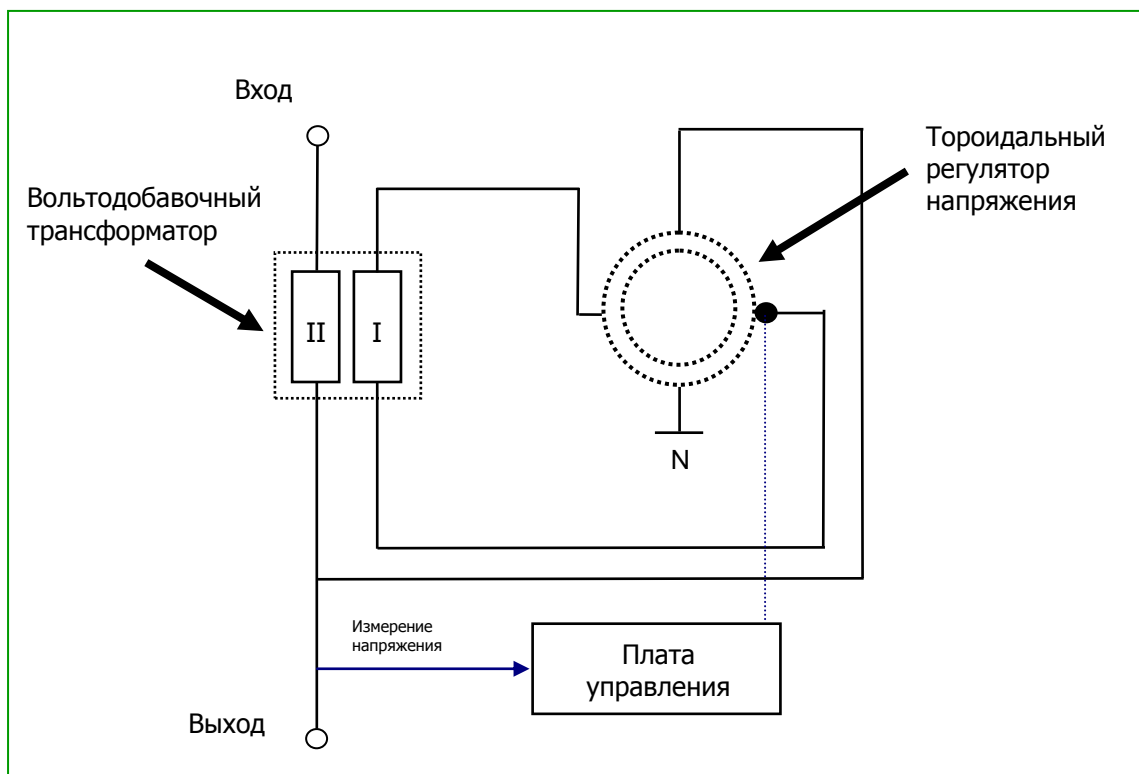 Вход
Тороидальный
регулятор
напряжения
Вольтодобавочный
трансформатор
II
I
N
Измерение
напряжения
Плата
управления
Выход